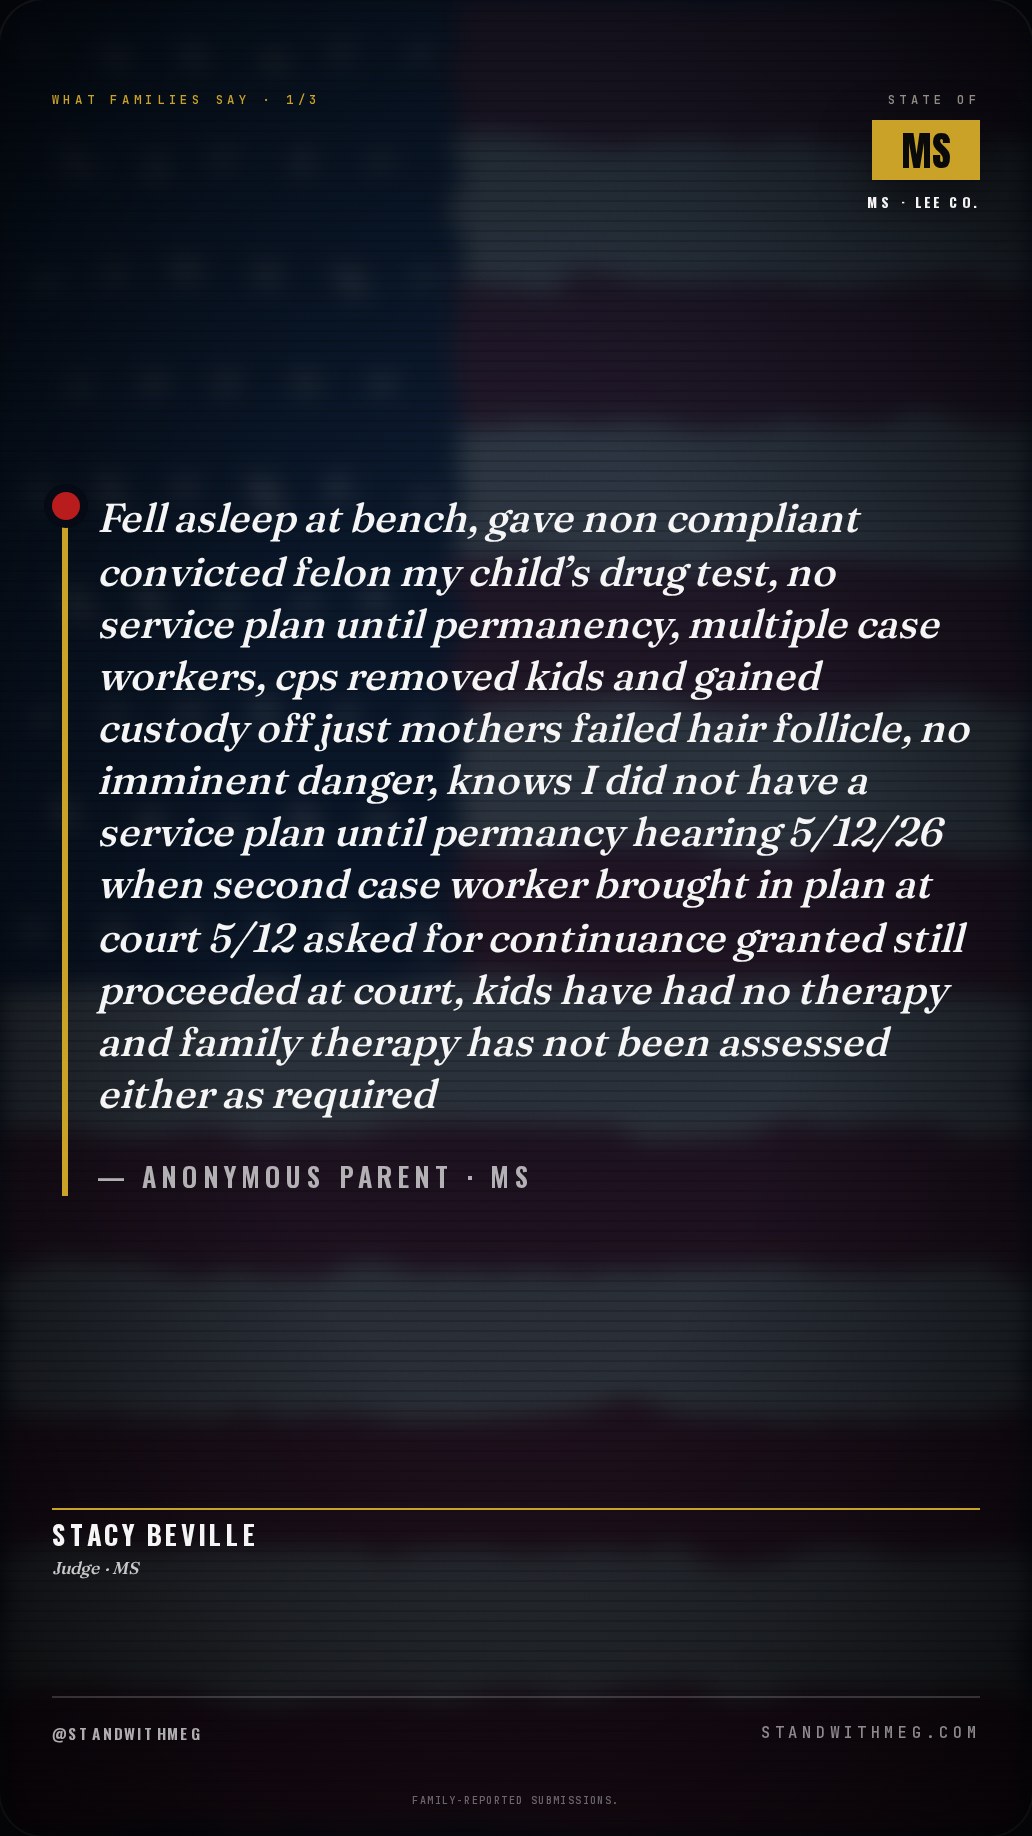 WHAT FAMILIES SAY · 1/3
STATE OF
MS
MS · LEE CO.
Fell asleep at bench, gave non compliant
convicted felon my child’s drug test, no
service plan until permanency, multiple case
workers, cps removed kids and gained
custody off just mothers failed hair follicle, no
imminent danger, knows I did not have a
service plan until permancy hearing 5/12/26
when second case worker brought in plan at
court 5/12 asked for continuance granted still
proceeded at court, kids have had no therapy
and family therapy has not been assessed
either as required
— ANONYMOUS PARENT · MS
STACY BEVILLE
Judge · MS
@STANDWITHMEG
STANDWITHMEG.COM
FAMILY-REPORTED SUBMISSIONS.